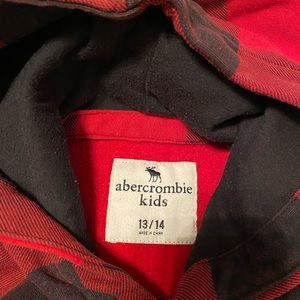 abercrombie
kids
13/14
MADE IN CHINA